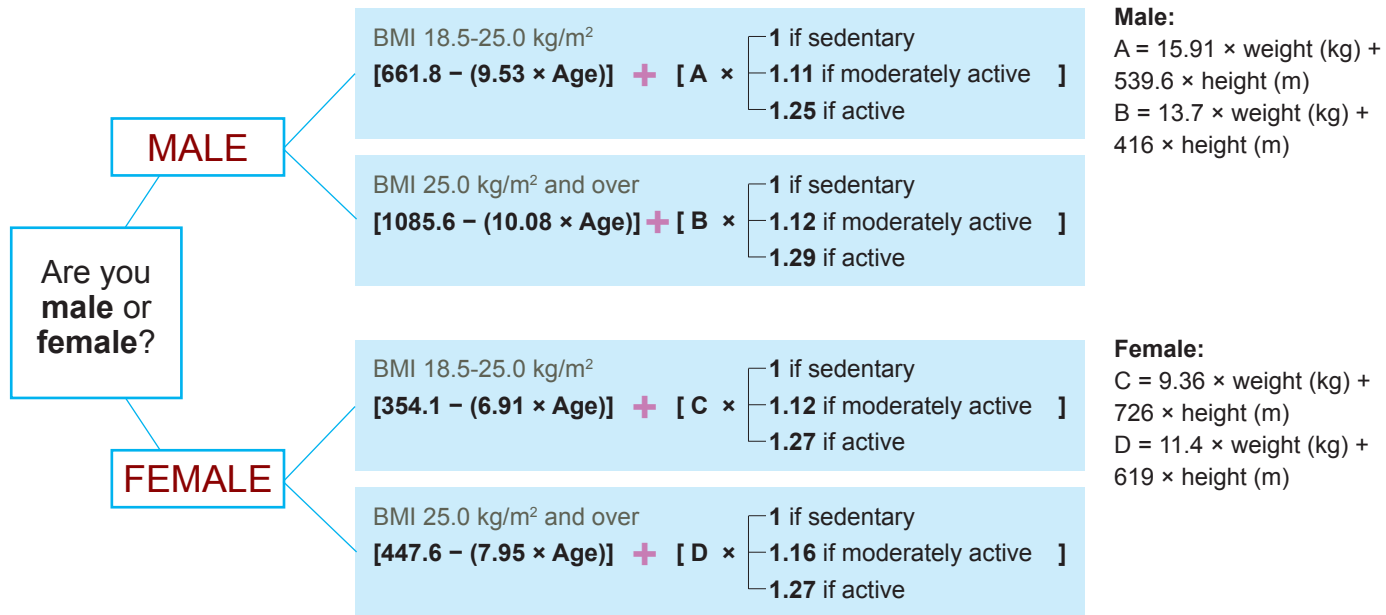 Are you
male or
female?
MALE
BMI 18.5-25.0 kg/m²
[661.8 − (9.53 × Age)] + [ A × ]
1 if sedentary
1.11 if moderately active
1.25 if active
BMI 25.0 kg/m² and over
[1085.6 − (10.08 × Age)] + [ B × ]
1 if sedentary
1.12 if moderately active
1.29 if active
Male:
A = 15.91 × weight (kg) +
539.6 × height (m)
B = 13.7 × weight (kg) +
416 × height (m)
FEMALE
BMI 18.5-25.0 kg/m²
[354.1 − (6.91 × Age)] + [ C × ]
1 if sedentary
1.12 if moderately active
1.27 if active
BMI 25.0 kg/m² and over
[447.6 − (7.95 × Age)] + [ D × ]
1 if sedentary
1.16 if moderately active
1.27 if active
Female:
C = 9.36 × weight (kg) +
726 × height (m)
D = 11.4 × weight (kg) +
619 × height (m)